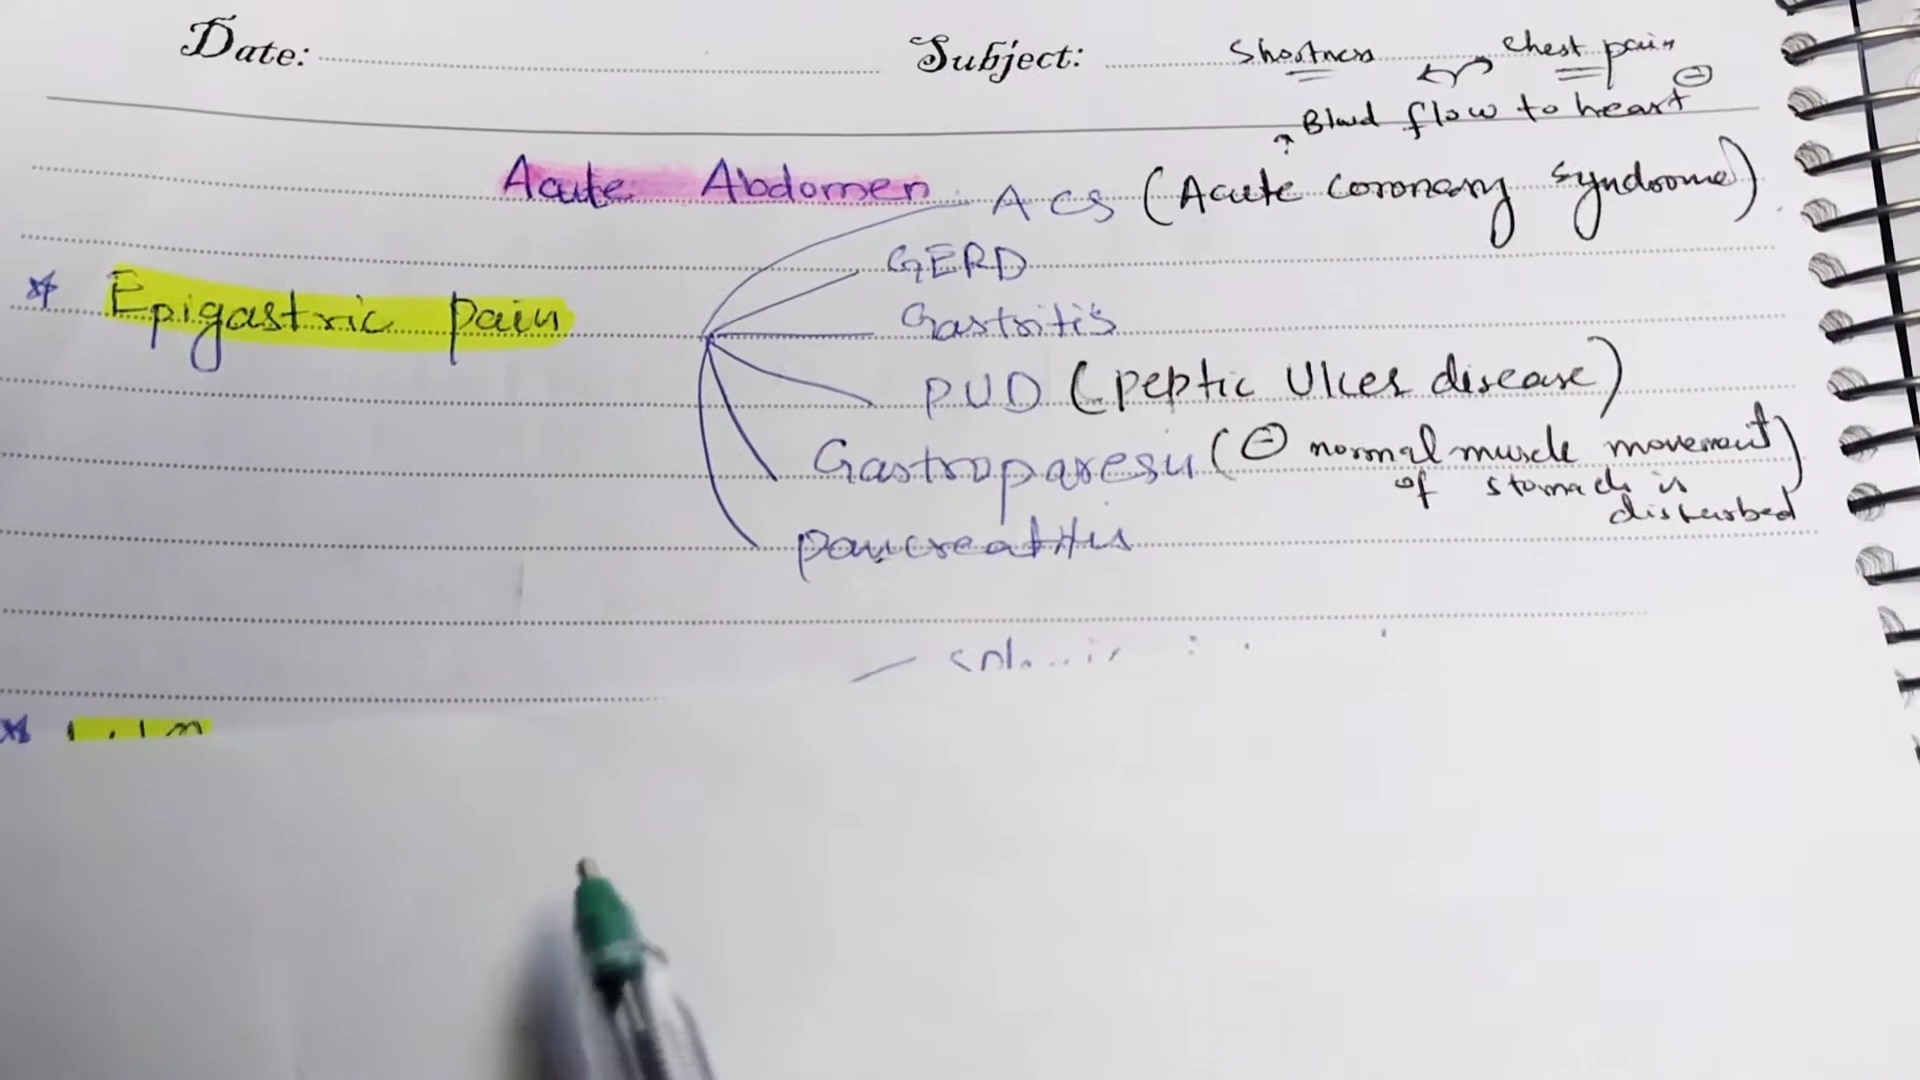 Date: Subject: Shortness chest pain
Blood flow to heart ⊖
Acute Abdomen
ACS (Acute coronary syndrome)
GERD
* Epigastric pain
Gastritis
PUD (peptic Ulcer disease)
Gastroparesis (⊖ normal muscle movement)
of stomach is
disturbed
pancreatitis
*